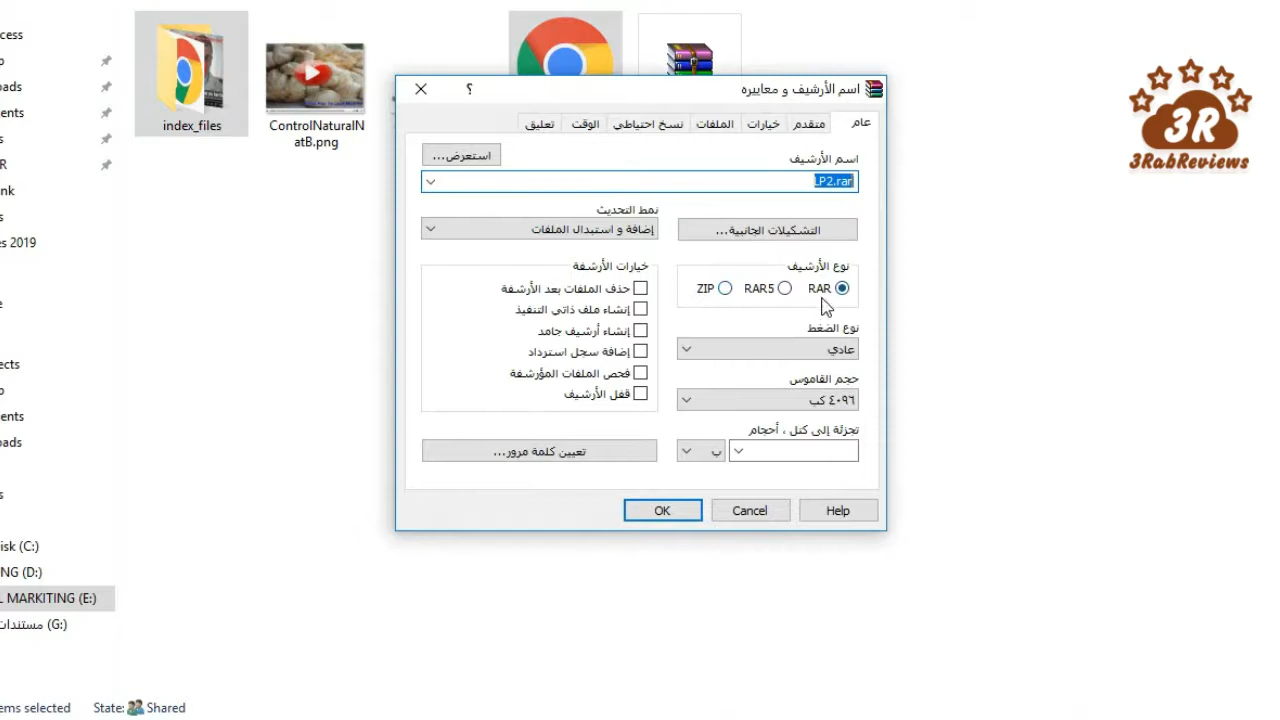 cess
index_files
ControlNaturalN
atB.png
3R
3RabReviews
oads
ents
R
nk
es 2019
ects
ents
oads
isk (C:)
NG (D:)
L MARKITING (E:)
مستندات (G:)
ems selected
State: Shared
اسم الأرشيف و معاييره
؟
عام
متقدم
خيارات
الملفات
نسخ احتياطي
الوقت
تعليق
اسم الأرشيف
استعرض...
LP2.rar
نمط التحديث
إضافة و استبدال الملفات
التشكيلات الجانبية...
نوع الأرشيف
RAR
RAR5
ZIP
خيارات الأرشفة
حذف الملفات بعد الأرشفة
إنشاء ملف ذاتي التنفيذ
إنشاء أرشيف جامد
إضافة سجل استرداد
فحص الملفات المؤرشفة
قفل الأرشيف
نوع الضغط
عادي
حجم القاموس
٤٠٩٦ كب
تجزئة إلى كتل ، أحجام
ب
تعيين كلمة مرور...
OK
Cancel
Help